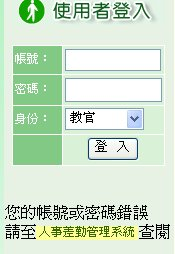 使用者登入
帳號：
密碼：
身份：
教官
登 入
您的帳號或密碼錯誤
請至 人事差勤管理系統 查閱